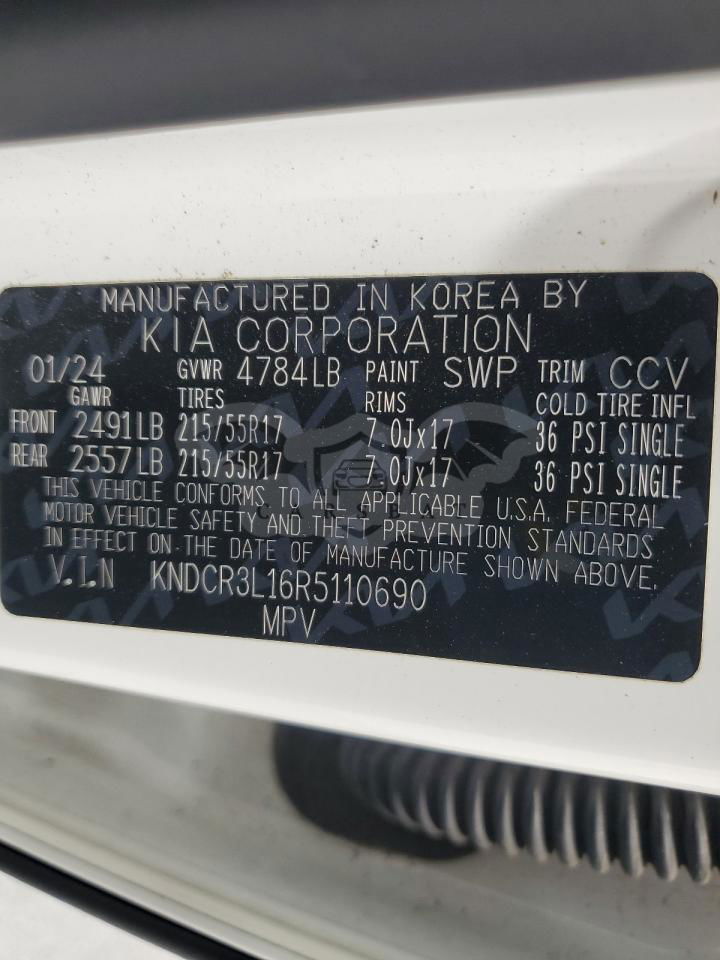 MANUFACTURED IN KOREA BY
KIA CORPORATION
01/24 GVWR 4784LB PAINT SWP TRIM CCV
GAWR TIRES RIMS COLD TIRE INFL
FRONT 2491LB 215/55R17 7.0Jx17 36 PSI SINGLE
REAR 2557LB 215/55R17 7.0Jx17 36 PSI SINGLE
THIS VEHICLE CONFORMS TO ALL APPLICABLE U.S.A. FEDERAL
MOTOR VEHICLE SAFETY AND THEFT PREVENTION STANDARDS
IN EFFECT ON THE DATE OF MANUFACTURE SHOWN ABOVE.
V.I.N KNDCR3L16R5110690
MPV